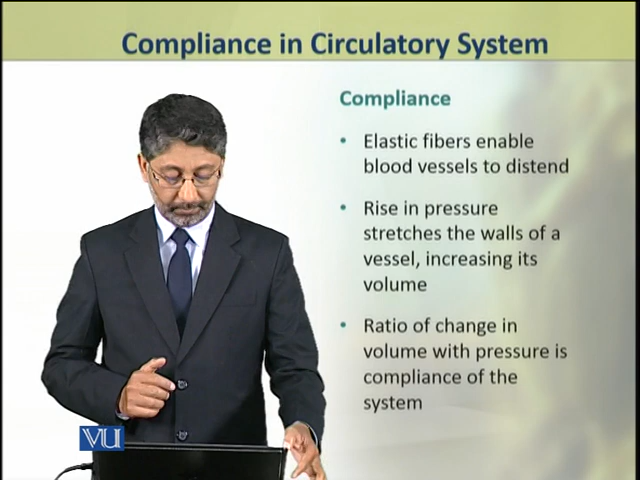 Compliance in Circulatory System
Compliance
• Elastic fibers enable
blood vessels to distend
• Rise in pressure
stretches the walls of a
vessel, increasing its
volume
• Ratio of change in
volume with pressure is
compliance of the
system
VU